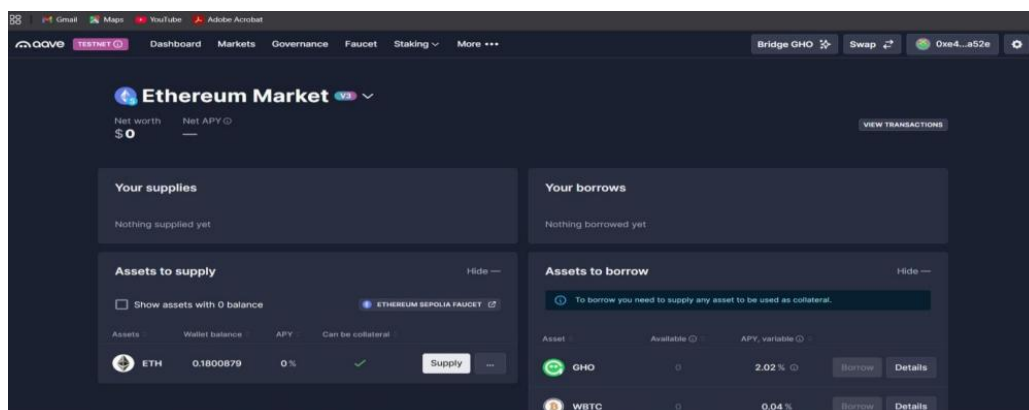 Gmail Maps YouTube Adobe Acrobat
aave TESTNET Dashboard Markets Governance Faucet Staking More Bridge GHO Swap 0xe4...a52e
Ethereum Market V3
Net worth Net APY
$0 —
VIEW TRANSACTIONS
Your supplies
Nothing supplied yet
Your borrows
Nothing borrowed yet
Assets to supply Hide —
Show assets with 0 balance ETHEREUM SEPOLIA FAUCET
Assets Wallet balance APY Can be collateral
ETH 0.1800879 0% Supply ...
Assets to borrow Hide —
To borrow you need to supply any asset to be used as collateral.
Asset Available APY, variable
GHO 0 2.02% Borrow Details
WBTC 0 0.04% Borrow Details